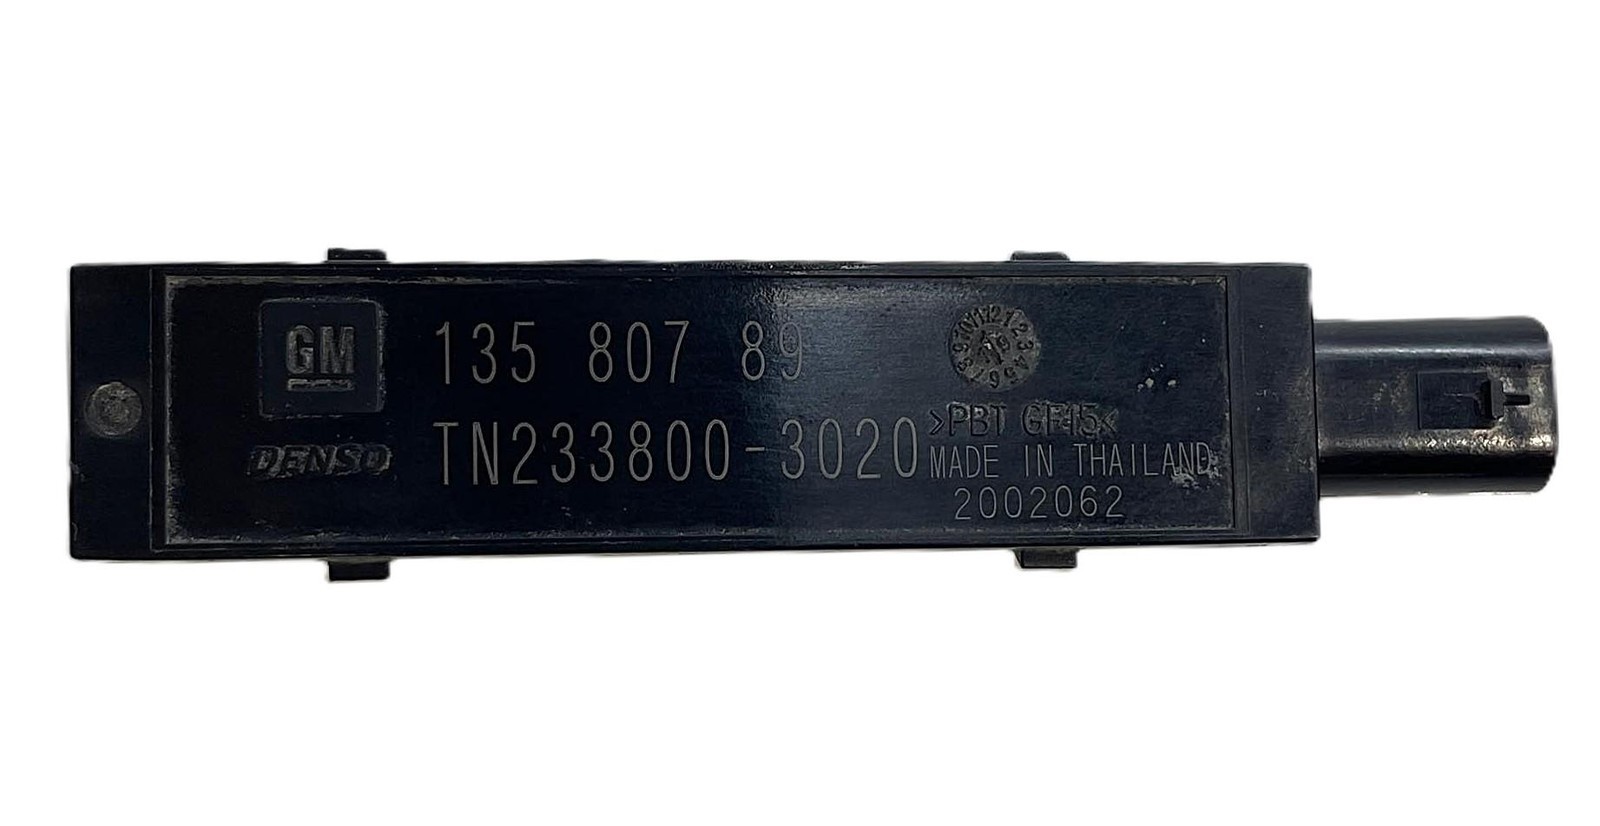 GM
135 807 89
DENSO
TN233800-3020
>PBT GF15<
MADE IN THAILAND
2002062